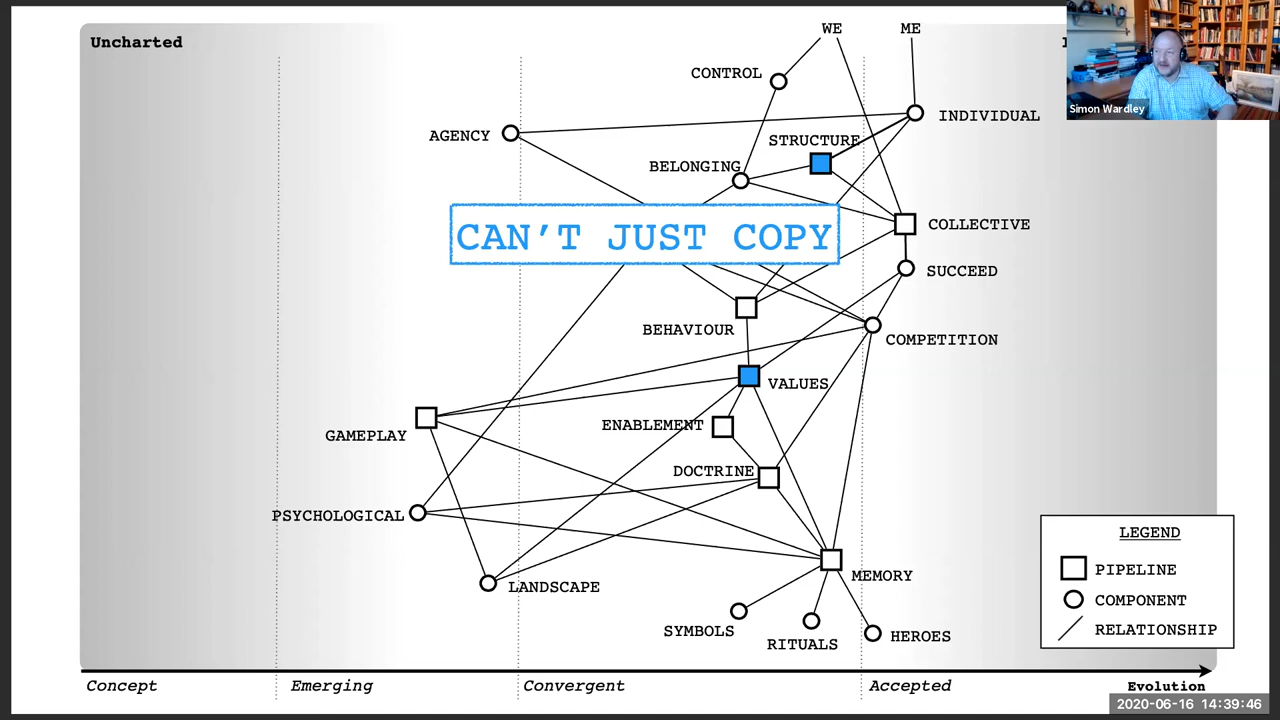 WE
ME
Uncharted
CONTROL
Simon Wardley
INDIVIDUAL
AGENCY
STRUCTURE
BELONGING
COLLECTIVE
CAN'T JUST COPY
SUCCEED
BEHAVIOUR
COMPETITION
VALUES
ENABLEMENT
GAMEPLAY
DOCTRINE
PSYCHOLOGICAL
LEGEND
PIPELINE
COMPONENT
RELATIONSHIP
MEMORY
LANDSCAPE
SYMBOLS
RITUALS
HEROES
Concept
Emerging
Convergent
Accepted
Evolution
2020-06-16 14:39:46